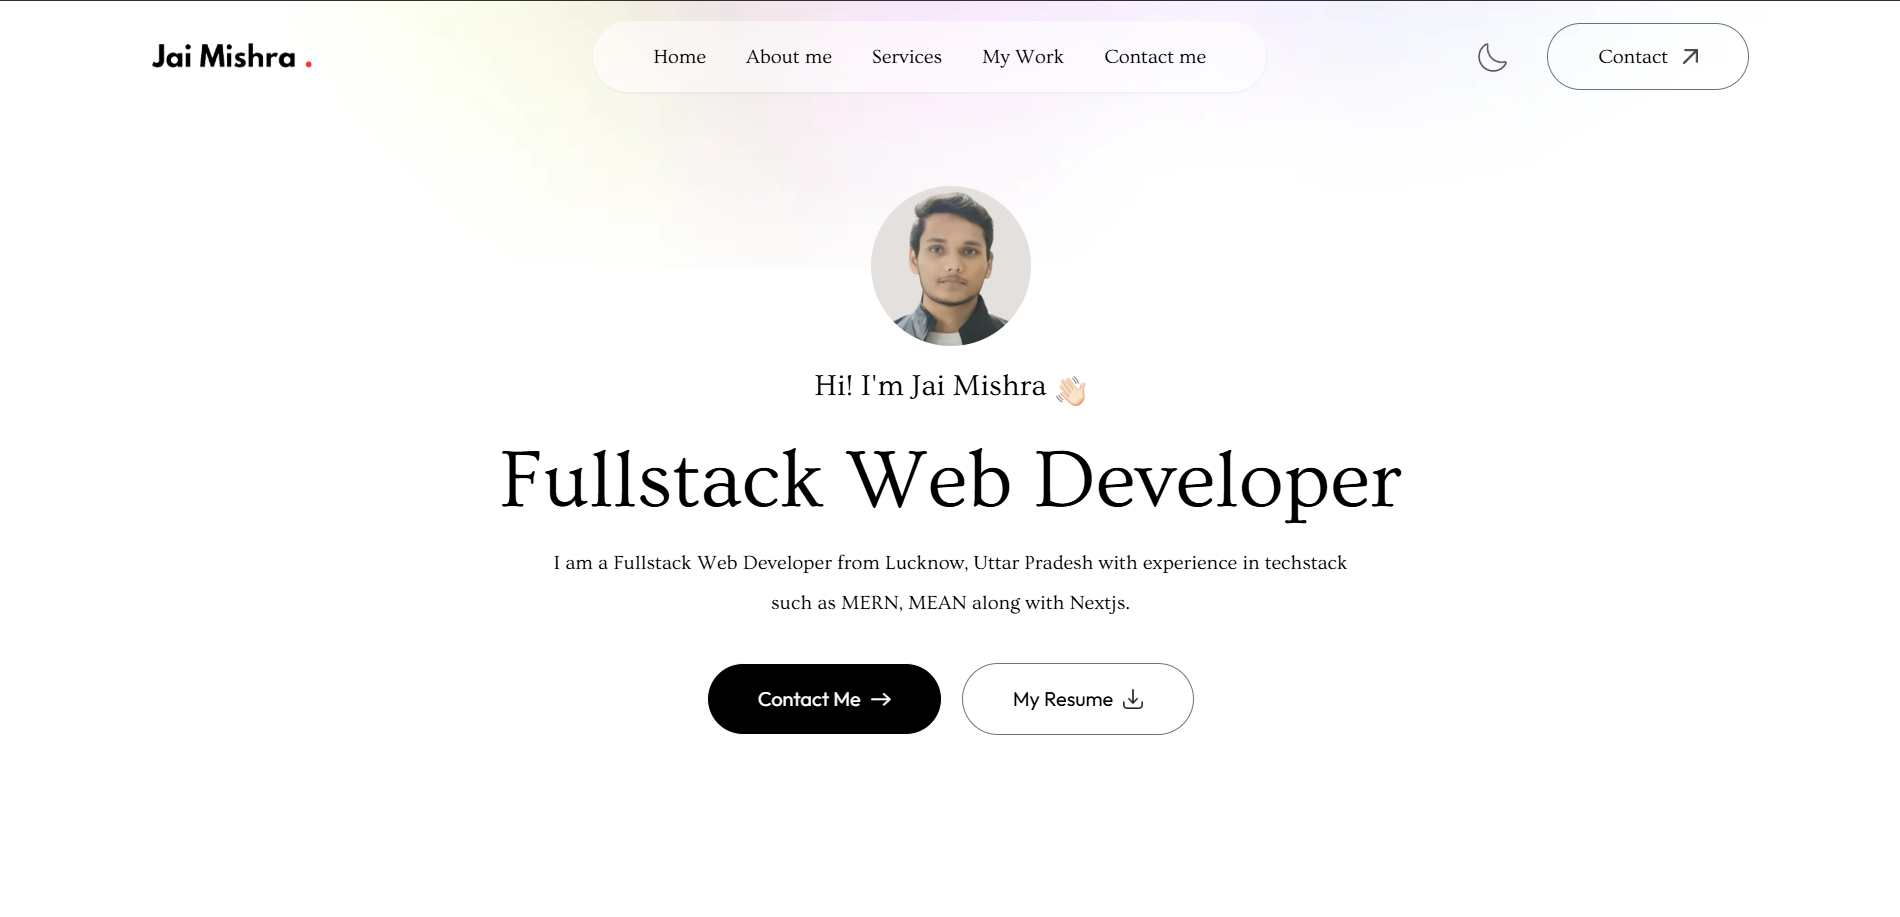 Jai Mishra .
Home About me Services My Work Contact me
Contact
Hi! I'm Jai Mishra 👋🏻
Fullstack Web Developer
I am a Fullstack Web Developer from Lucknow, Uttar Pradesh with experience in techstack
such as MERN, MEAN along with Nextjs.
Contact Me →
My Resume